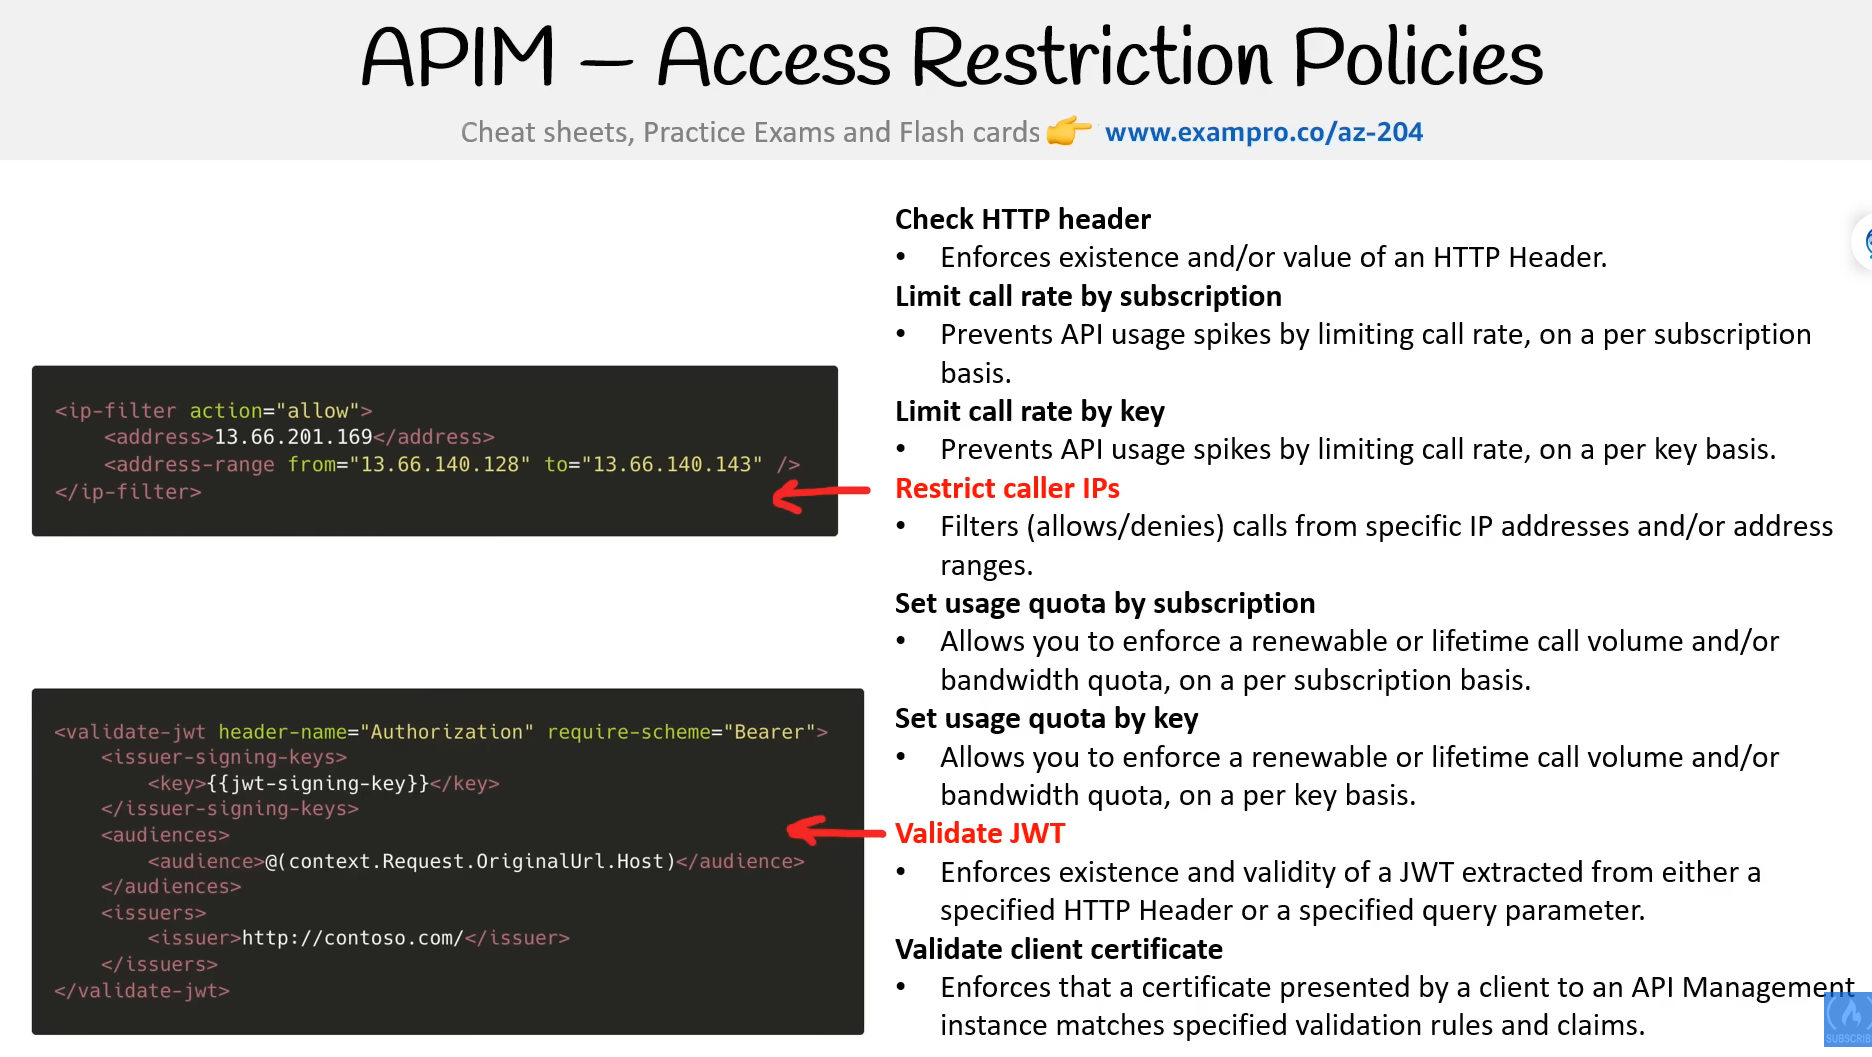 APIM – Access Restriction Policies
Cheat sheets, Practice Exams and Flash cards 👉 www.exampro.co/az-204
<ip-filter action="allow">
    <address>13.66.201.169</address>
    <address-range from="13.66.140.128" to="13.66.140.143" />
</ip-filter>
<validate-jwt header-name="Authorization" require-scheme="Bearer">
    <issuer-signing-keys>
        <key>{{jwt-signing-key}}</key>
    </issuer-signing-keys>
    <audiences>
        <audience>@(context.Request.OriginalUrl.Host)</audience>
    </audiences>
    <issuers>
        <issuer>http://contoso.com/</issuer>
    </issuers>
</validate-jwt>
Check HTTP header
• Enforces existence and/or value of an HTTP Header.
Limit call rate by subscription
• Prevents API usage spikes by limiting call rate, on a per subscription
basis.
Limit call rate by key
• Prevents API usage spikes by limiting call rate, on a per key basis.
Restrict caller IPs
• Filters (allows/denies) calls from specific IP addresses and/or address
ranges.
Set usage quota by subscription
• Allows you to enforce a renewable or lifetime call volume and/or
bandwidth quota, on a per subscription basis.
Set usage quota by key
• Allows you to enforce a renewable or lifetime call volume and/or
bandwidth quota, on a per key basis.
Validate JWT
• Enforces existence and validity of a JWT extracted from either a
specified HTTP Header or a specified query parameter.
Validate client certificate
• Enforces that a certificate presented by a client to an API Management
instance matches specified validation rules and claims.
SUBSCRIB